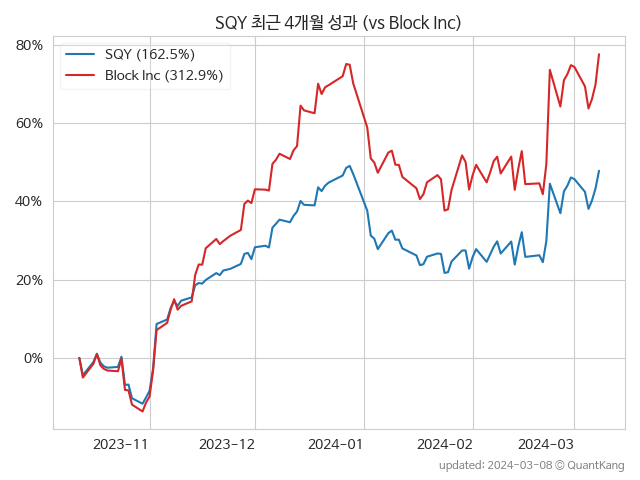 SQY 최근 4개월 성과 (vs Block Inc)
SQY (162.5%)
Block Inc (312.9%)
80%
60%
40%
20%
0%
2023-11
2023-12
2024-01
2024-02
2024-03
updated: 2024-03-08 © QuantKang